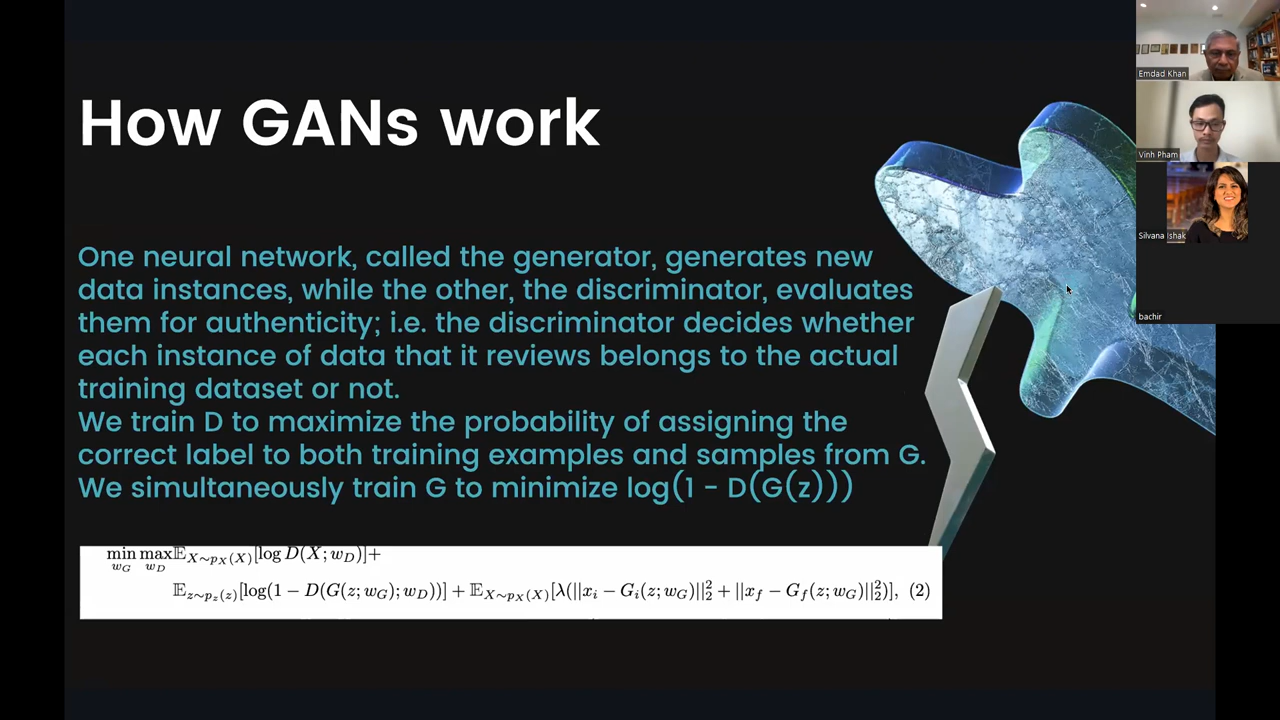 How GANs work
One neural network, called the generator, generates new
data instances, while the other, the discriminator, evaluates
them for authenticity; i.e. the discriminator decides whether
each instance of data that it reviews belongs to the actual
training dataset or not.
We train D to maximize the probability of assigning the
correct label to both training examples and samples from G.
We simultaneously train G to minimize log(1 - D(G(z)))
min_{w_G} max_{w_D} 𝔼_{X∼p_X(X)}[log D(X; w_D)]+
𝔼_{z∼p_z(z)}[log(1 − D(G(z; w_G); w_D))] + 𝔼_{X∼p_X(X)}[λ(||x_i − G_i(z; w_G)||_2^2 + ||x_f − G_f(z; w_G)||_2^2)], (2)
Emdad Khan
Vinh Pham
Silvana Ishak
bachir